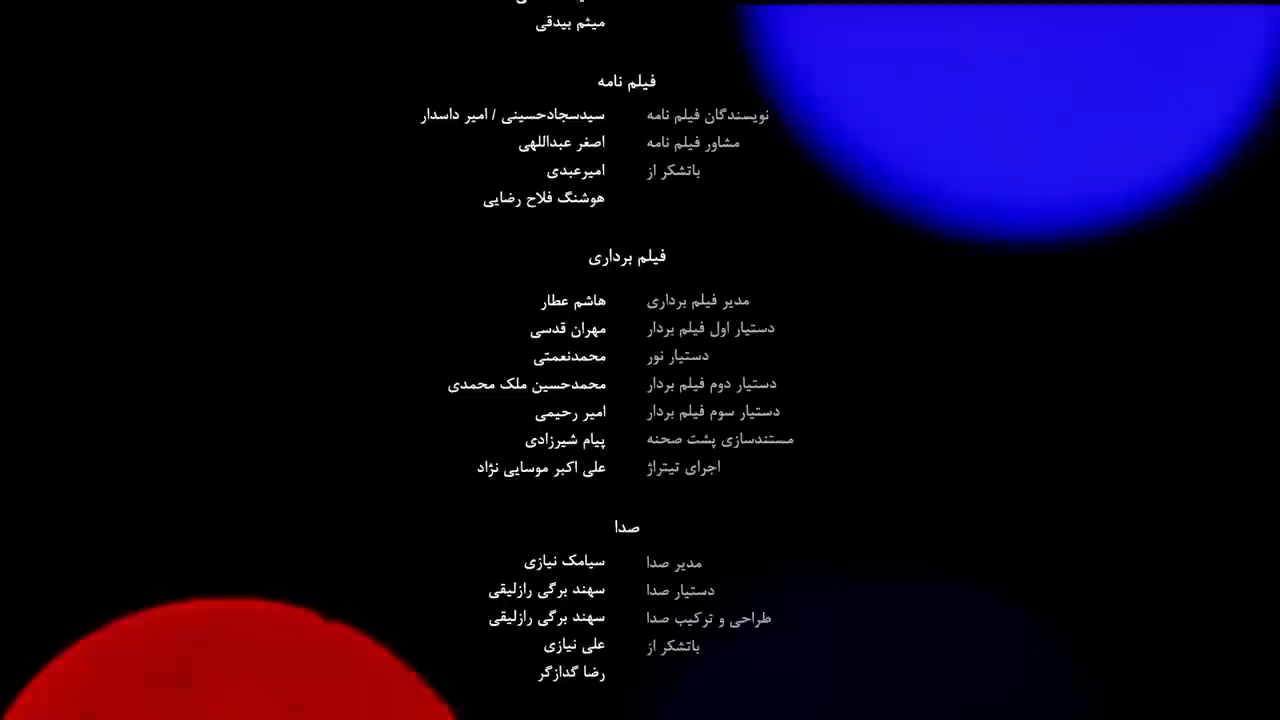 میثم بیدقی
فیلم نامه
نویسندگان فیلم نامه سیدسجادحسینی / امیر داسدار
مشاور فیلم نامه اصغر عبداللهی
باتشکر از امیرعبدی
هوشنگ فلاح رضایی
فیلم برداری
مدیر فیلم برداری هاشم عطار
دستیار اول فیلم بردار مهران قدسی
دستیار نور محمدنعمتی
دستیار دوم فیلم بردار محمدحسین ملک محمدی
دستیار سوم فیلم بردار امیر رحیمی
مستندسازی پشت صحنه پیام شیرزادی
اجرای تیتراژ علی اکبر موسایی نژاد
صدا
مدیر صدا سیامک نیازی
دستیار صدا سهند برگی رازلیقی
طراحی و ترکیب صدا سهند برگی رازلیقی
باتشکر از علی نیازی
رضا گدازگر